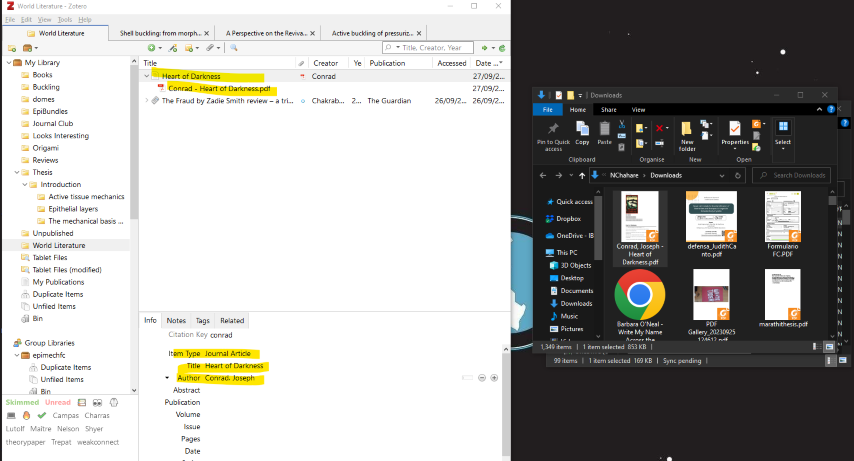 World Literature - Zotero
File Edit View Tools Help
World Literature
Shell buckling: from morph...
A Perspective on the Reviva...
Active buckling of pressuriz...
Title, Creator, Year
My Library
Books
Buckling
domes
EpiBundles
Journal Club
Looks Interesting
Origami
Reviews
Thesis
Introduction
Active tissue mechanics
Epithelial layers
The mechanical basis ...
Unpublished
World Literature
Tablet Files
Tablet Files (modified)
My Publications
Duplicate Items
Unfiled Items
Bin
Group Libraries
epimechfc
Duplicate Items
Unfiled Items
Bin
Skimmed Unread
Campas Charras
Lutolf Maitre Nelson Shyer
theorypaper Trepat weakconnect
Title Creator Ye Publication Accessed Date ...
Heart of Darkness Conrad 27/09/2...
Conrad - Heart of Darkness.pdf 27/09/2...
The Fraud by Zadie Smith review – a tri... Chakrab... 2... The Guardian 26/09/2... 26/09/2...
Info Notes Tags Related
Citation Key conrad
Item Type Journal Article
Title Heart of Darkness
Author Conrad, Joseph
Abstract
Publication
Volume
Issue
Pages
Date
Downloads
File Home Share View
Pin to Quick access
Copy
Paste
Clipboard
Organise
New folder
New
Properties
Open
Select
NChahare > Downloads
Search Downloads
Quick access
Dropbox
OneDrive - IB
This PC
3D Objects
Desktop
Documents
Downloads
Music
Pictures
Conrad, Joseph - Heart of Darkness.pdf
defensa_JudithCanto.pdf
Formulario FC.PDF
Barbara O'Neal - Write My Name Across the
PDF Gallery_20230925 124612.pdf
marathithesis.pdf
1,349 items 1 item selected 853 KB
99 items 1 item selected 169 KB Sync pending